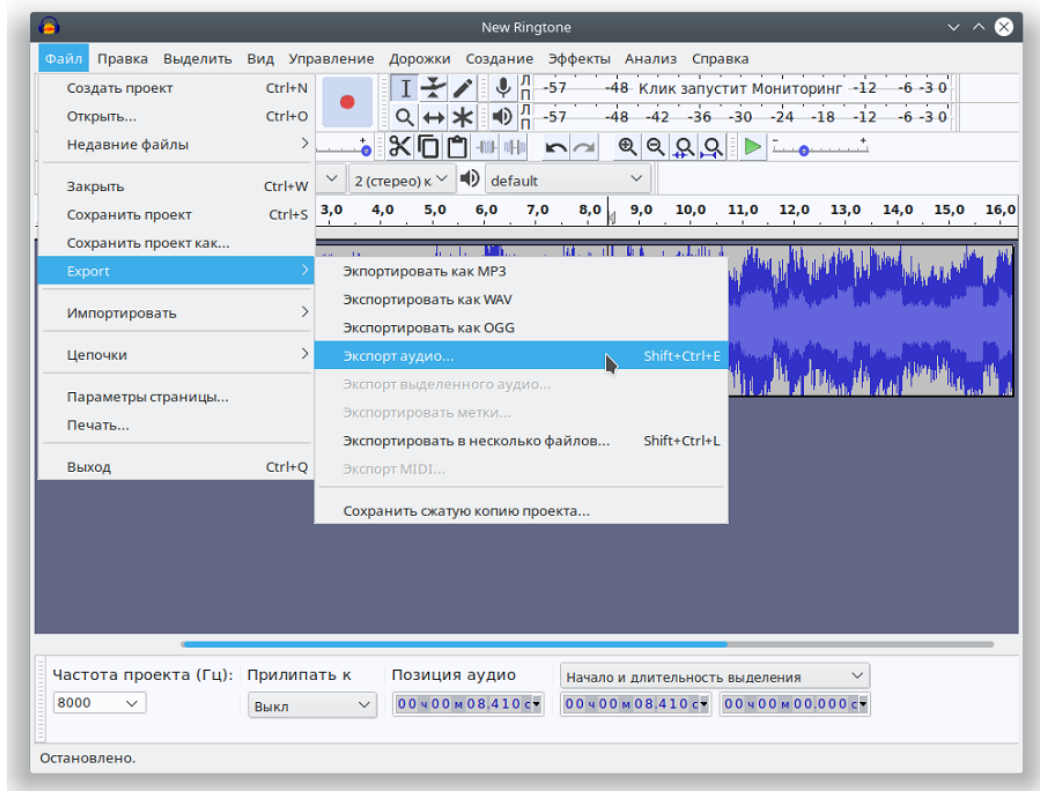 New Ringtone
Файл Правка Выделить Вид Управление Дорожки Создание Эффекты Анализ Справка
Создать проект Ctrl+N
Открыть... Ctrl+O
Недавние файлы
Закрыть Ctrl+W
Сохранить проект Ctrl+S
Сохранить проект как...
Export
Импортировать
Цепочки
Параметры страницы...
Печать...
Выход Ctrl+Q
Л П -57 -48 Клик запустит Мониторинг -12 -6 -3 0
Л П -57 -48 -42 -36 -30 -24 -18 -12 -6 -3 0
2 (стерео) к default
3,0 4,0 5,0 6,0 7,0 8,0 9,0 10,0 11,0 12,0 13,0 14,0 15,0 16,0
Экпортировать как MP3
Экспортировать как WAV
Экспортировать как OGG
Экспорт аудио... Shift+Ctrl+E
Экспорт выделенного аудио...
Экспортировать метки...
Экспортировать в несколько файлов... Shift+Ctrl+L
Экспорт MIDI...
Сохранить сжатую копию проекта...
Частота проекта (Гц): Прилипать к Позиция аудио Начало и длительность выделения
8000 Выкл 00 ч 00 м 08.410 с 00 ч 00 м 08.410 с 00 ч 00 м 00.000 с
Остановлено.